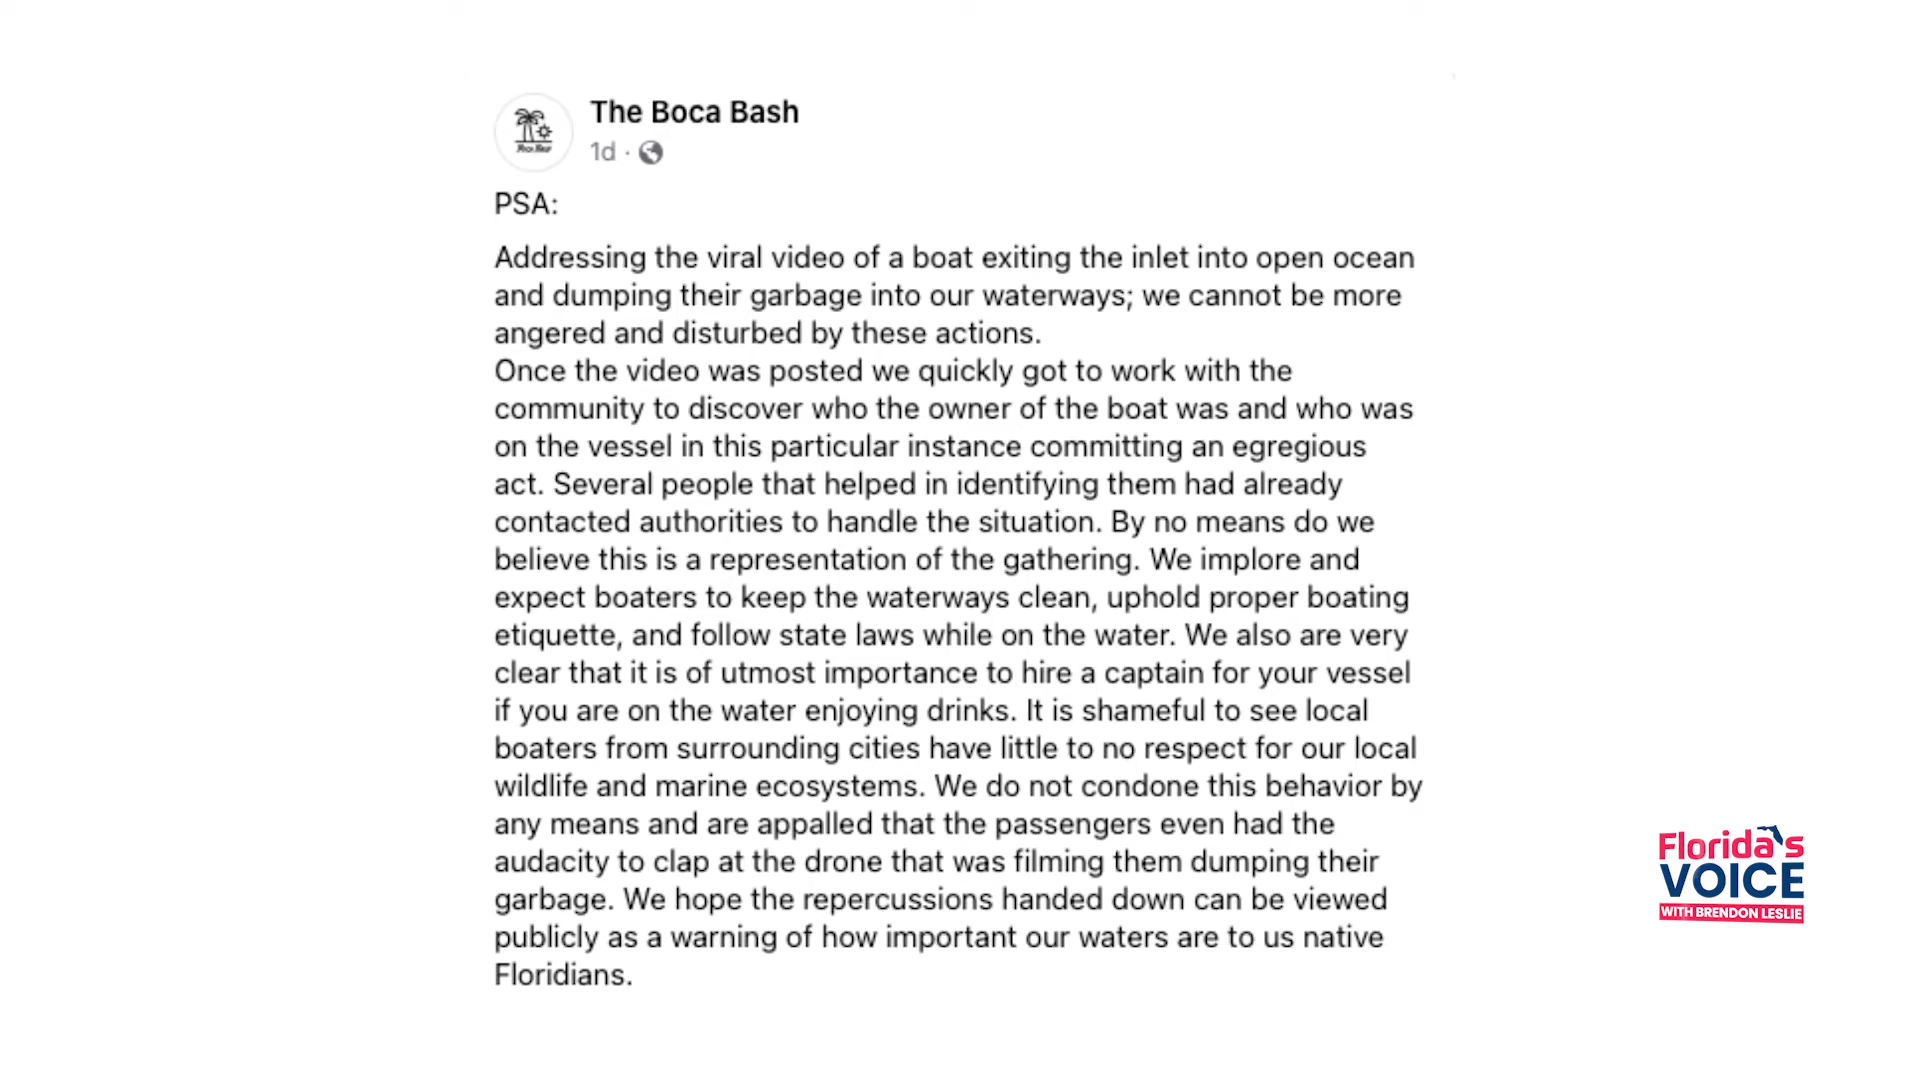 The Boca Bash
1d ·
PSA:
Addressing the viral video of a boat exiting the inlet into open ocean
and dumping their garbage into our waterways; we cannot be more
angered and disturbed by these actions.
Once the video was posted we quickly got to work with the
community to discover who the owner of the boat was and who was
on the vessel in this particular instance committing an egregious
act. Several people that helped in identifying them had already
contacted authorities to handle the situation. By no means do we
believe this is a representation of the gathering. We implore and
expect boaters to keep the waterways clean, uphold proper boating
etiquette, and follow state laws while on the water. We also are very
clear that it is of utmost importance to hire a captain for your vessel
if you are on the water enjoying drinks. It is shameful to see local
boaters from surrounding cities have little to no respect for our local
wildlife and marine ecosystems. We do not condone this behavior by
any means and are appalled that the passengers even had the
audacity to clap at the drone that was filming them dumping their
garbage. We hope the repercussions handed down can be viewed
publicly as a warning of how important our waters are to us native
Floridians.
Florida's
VOICE
WITH BRENDON LESLIE